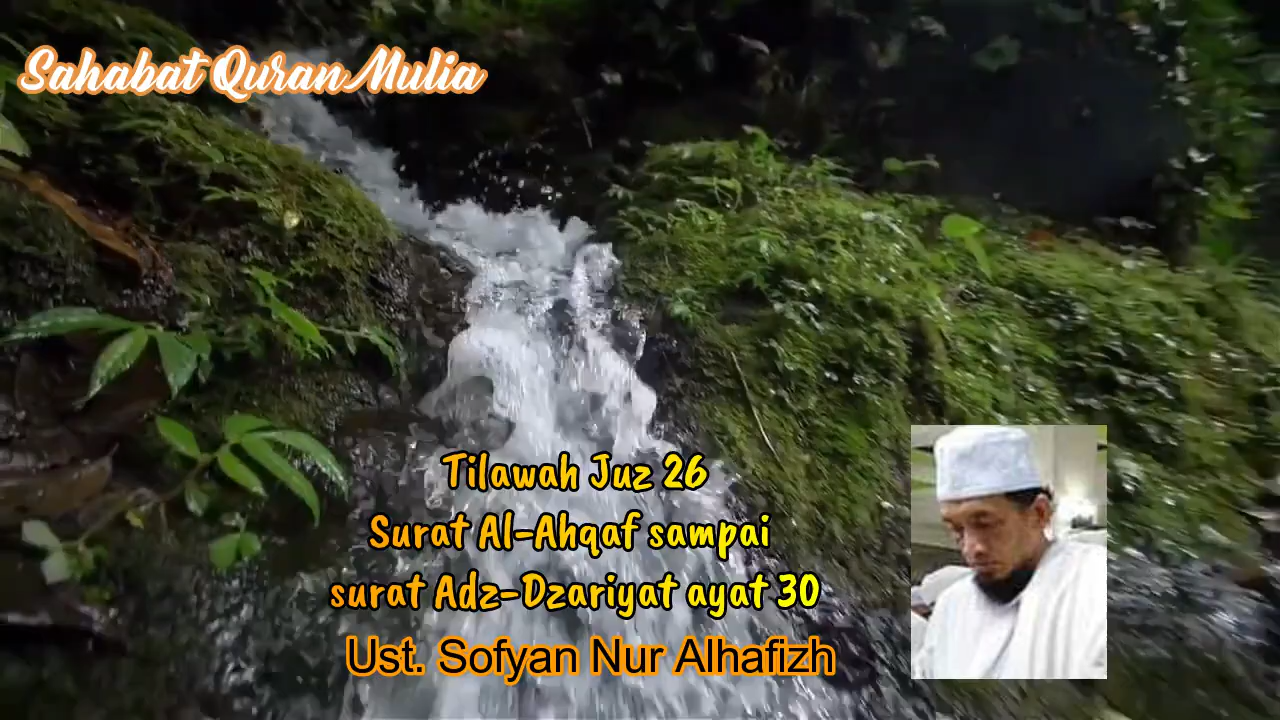 Sahabat Quran Mulia
Tilawah Juz 26
Surat Al-Ahqaf sampai
surat Adz-Dzariyat ayat 30
Ust. Sofyan Nur Alhafizh